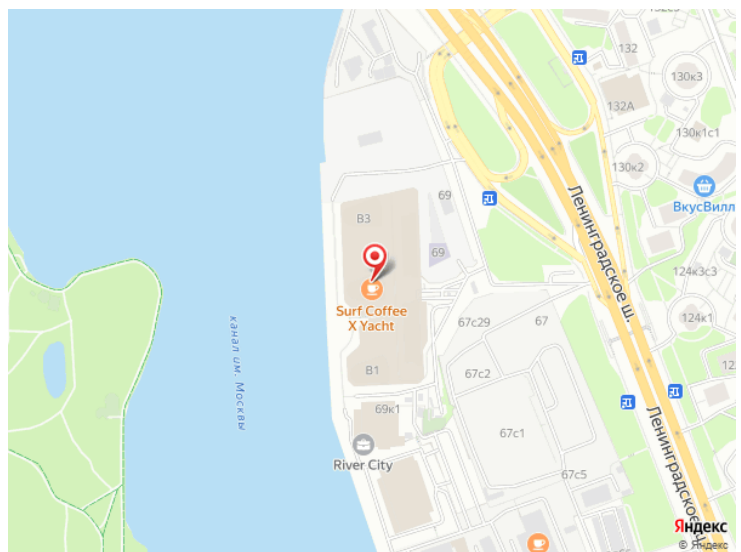 132с5
132
130к3
132А
130к1с1
130к2
ВкусВилл
69
Ленинградское ш.
В3
69
124к3с3
Surf Coffee
X Yacht
канал им. Москвы
67с29
67
124к1
В1
67с2
69к1
67с1
Ленинградское ш.
River City
67с5
Яндекс
© Яндекс